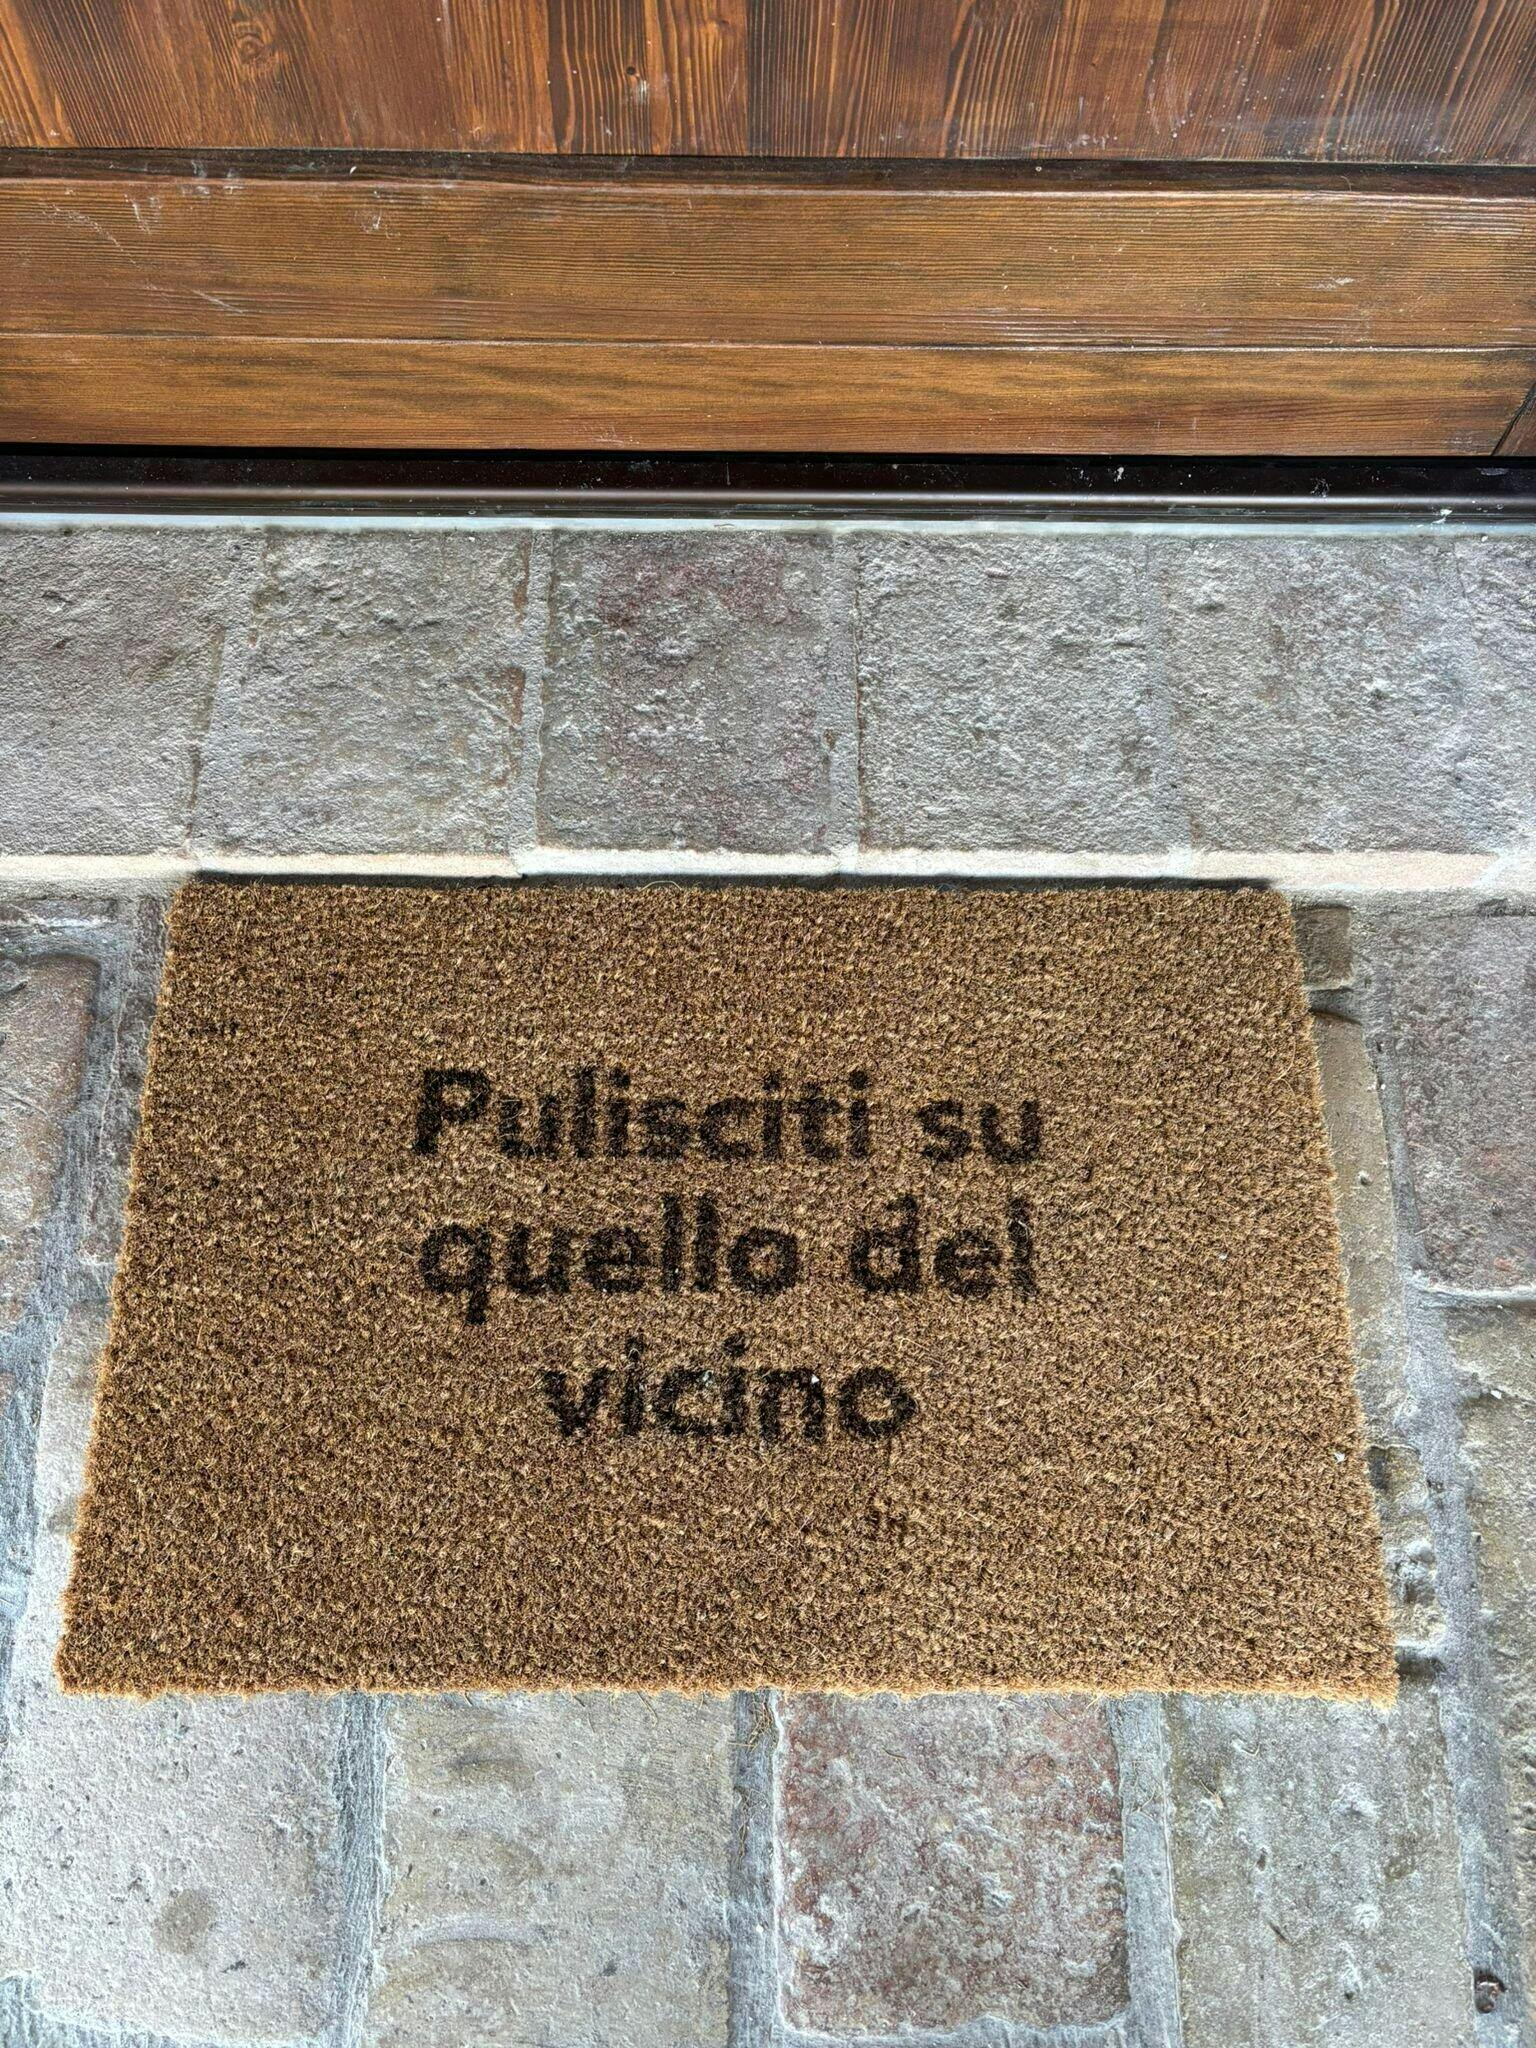 Pulisciti su
quello del
vicino